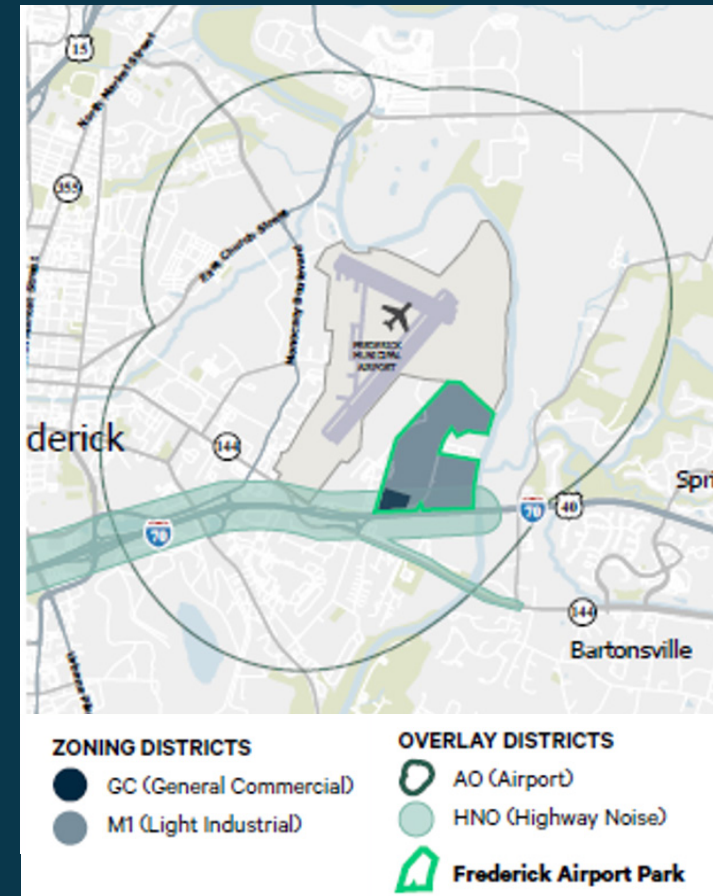 15
North Market Street
355
East Church Street
Monocacy Boulevard
FREDERICK
MUNICIPAL
AIRPORT
derick
144
Spri
70
70
40
144
Bartonsville
ZONING DISTRICTS
GC (General Commercial)
M1 (Light Industrial)
OVERLAY DISTRICTS
AO (Airport)
HNO (Highway Noise)
Frederick Airport Park